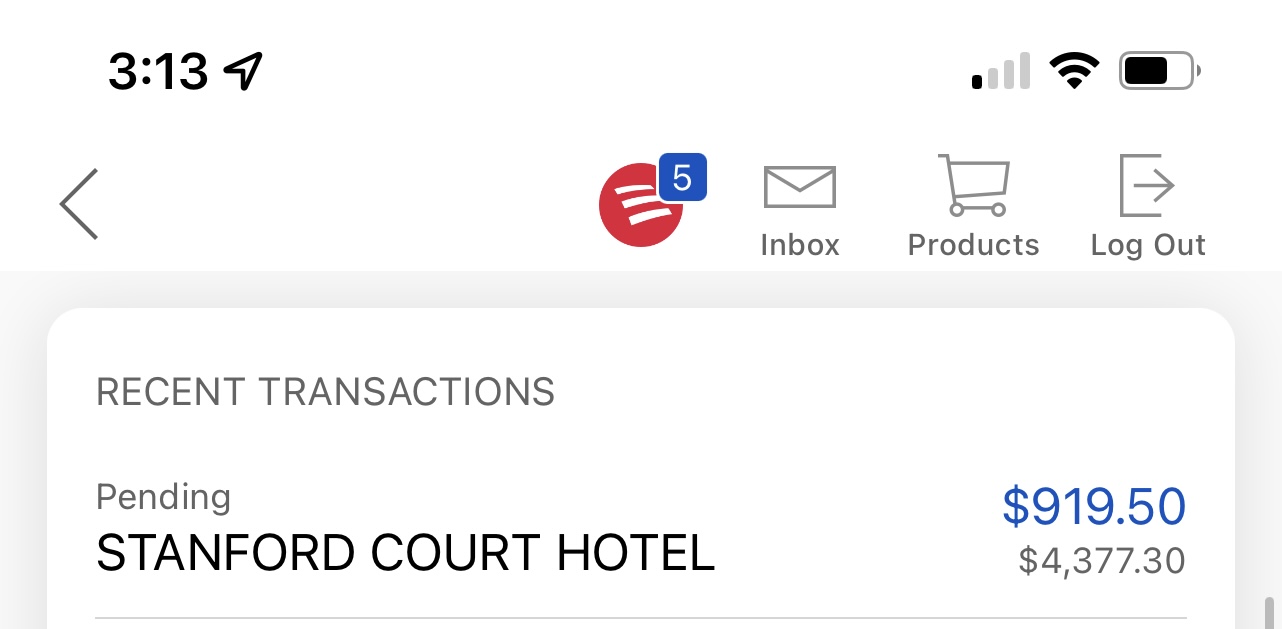 3:13
5
Inbox Products Log Out
RECENT TRANSACTIONS
Pending
$919.50
STANFORD COURT HOTEL
$4,377.30